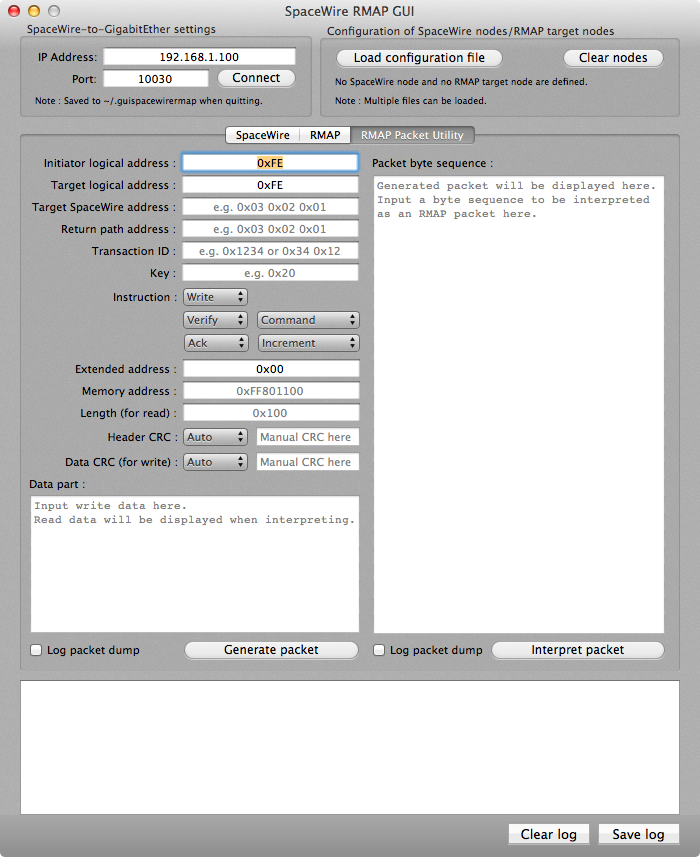 SpaceWire RMAP GUI
SpaceWire-to-GigabitEther settings
IP Address: 192.168.1.100
Port: 10030 Connect
Note : Saved to ~/.guispacewirermap when quitting.
Configuration of SpaceWire nodes/RMAP target nodes
Load configuration file Clear nodes
No SpaceWire node and no RMAP target node are defined.
Note : Multiple files can be loaded.
SpaceWire RMAP RMAP Packet Utility
Initiator logical address : 0xFE
Target logical address : 0xFE
Target SpaceWire address : e.g. 0x03 0x02 0x01
Return path address : e.g. 0x03 0x02 0x01
Transaction ID : e.g. 0x1234 or 0x34 0x12
Key : e.g. 0x20
Instruction : Write
Verify Command
Ack Increment
Extended address : 0x00
Memory address : 0xFF801100
Length (for read) : 0x100
Header CRC : Auto Manual CRC here
Data CRC (for write) : Auto Manual CRC here
Data part :
Input write data here.
Read data will be displayed when interpreting.
Log packet dump Generate packet
Packet byte sequence :
Generated packet will be displayed here.
Input a byte sequence to be interpreted
as an RMAP packet here.
Log packet dump Interpret packet
Clear log Save log